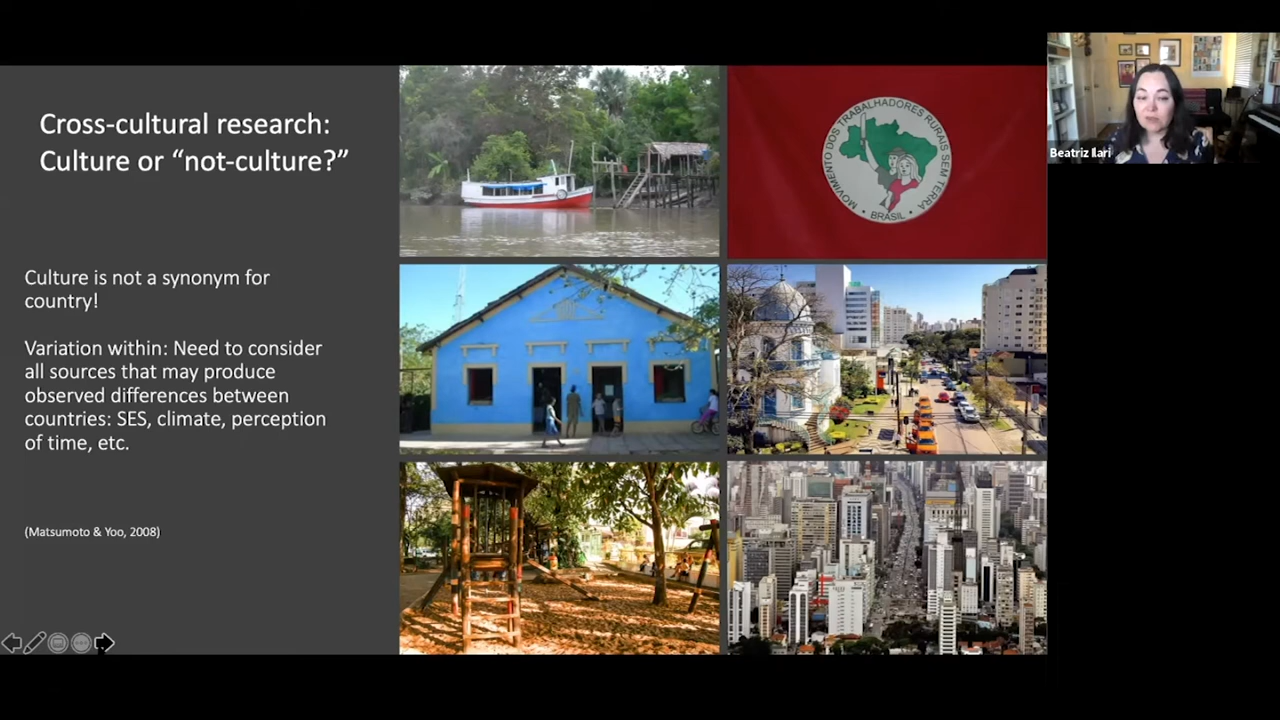 Cross-cultural research:
Culture or “not-culture?”
Culture is not a synonym for
country!
Variation within: Need to consider
all sources that may produce
observed differences between
countries: SES, climate, perception
of time, etc.
(Matsumoto & Yoo, 2008)
MOVIMENTO DOS TRABALHADORES RURAIS SEM TERRA
• BRASIL •
Beatriz Ilari